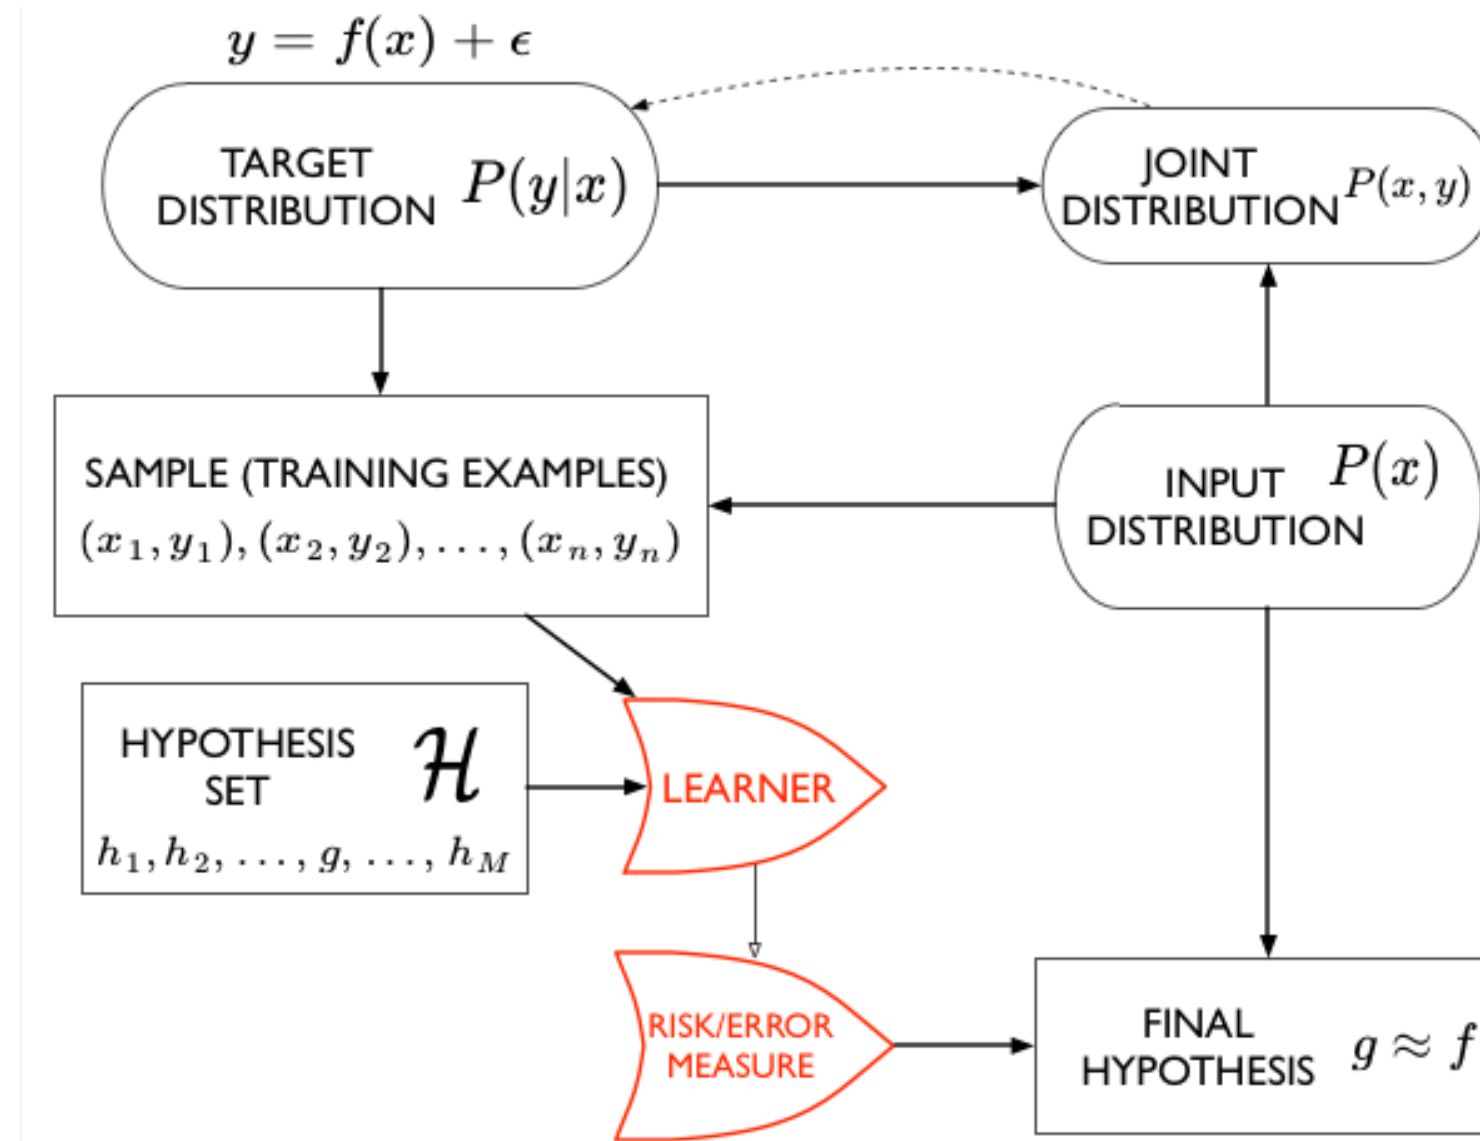 y = f(x) + ϵ
TARGET
DISTRIBUTION P(y|x)
JOINT
DISTRIBUTION P(x, y)
SAMPLE (TRAINING EXAMPLES)
(x₁, y₁), (x₂, y₂), . . . , (xₙ, yₙ)
INPUT P(x)
DISTRIBUTION
HYPOTHESIS ℋ
SET
h₁, h₂, . . . , g, . . . , h_M
LEARNER
RISK/ERROR
MEASURE
FINAL
HYPOTHESIS g ≈ f